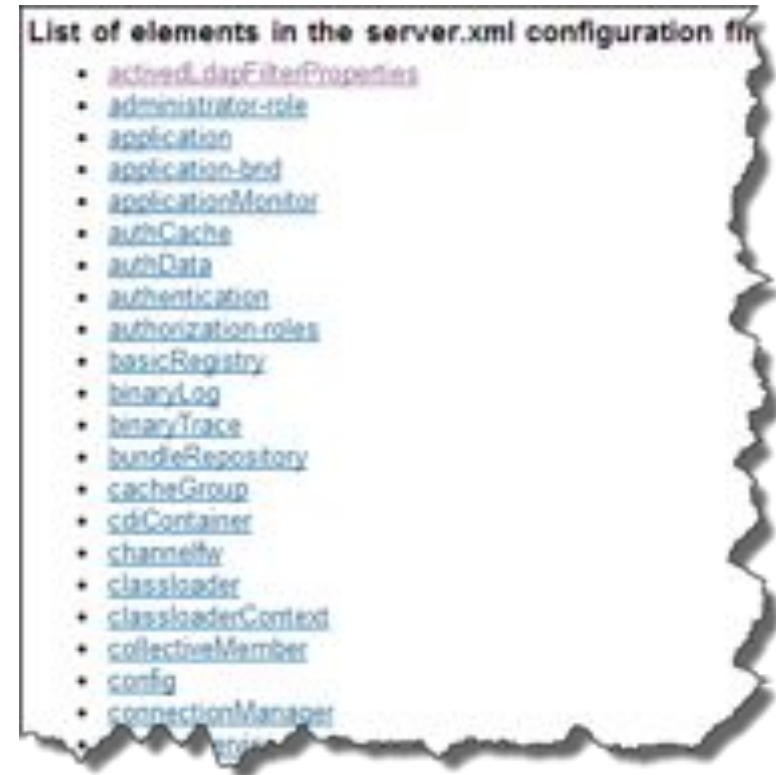 List of elements in the server.xml configuration
activedLdapFilterProperties
administrator-role
application
application-bnd
applicationMonitor
authCache
authData
authentication
authorization-roles
basicRegistry
binaryLog
binaryTrace
bundleRepository
cacheGroup
cdiContainer
channelfw
classloader
classloaderContext
collectiveMember
config
connectionManager